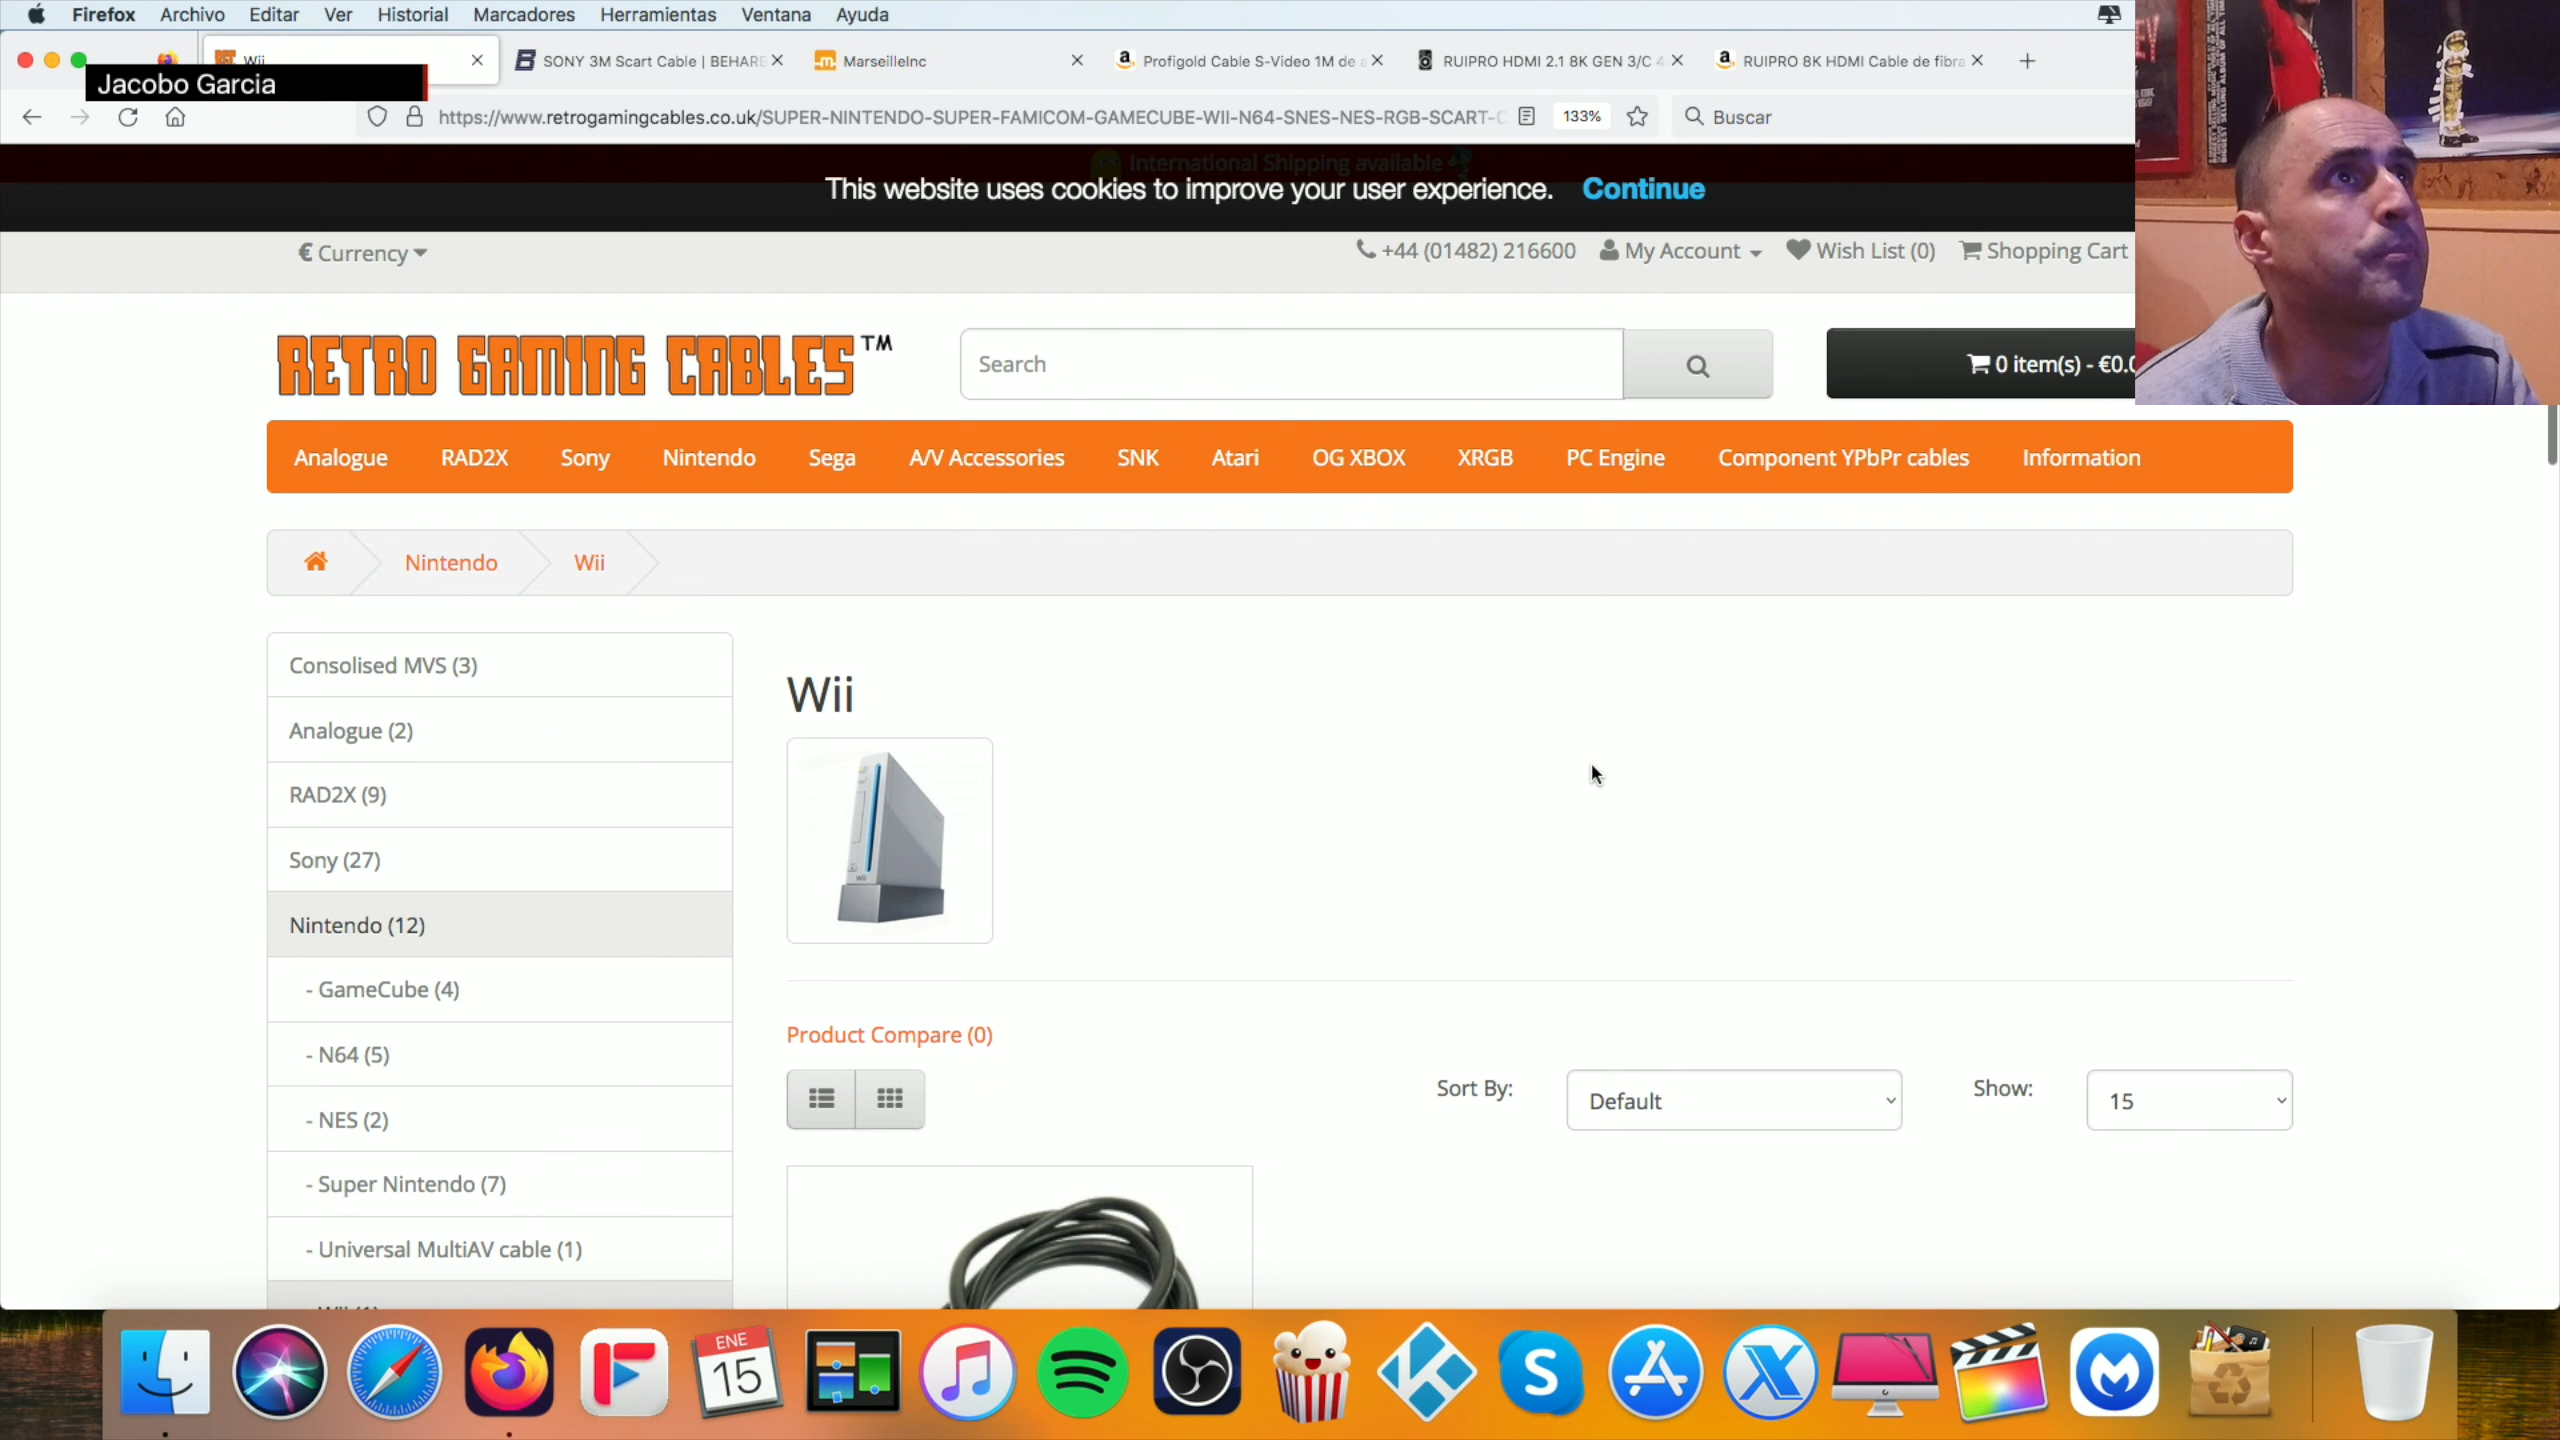 Firefox Archivo Editar Ver Historial Marcadores Herramientas Ventana Ayuda
Wii
SONY 3M Scart Cable | BEHARB
MarseilleInc
Profigold Cable S-Video 1M de a
RUIPRO HDMI 2.1 8K GEN 3/C 4
RUIPRO 8K HDMI Cable de fibra
Jacobo Garcia
https://www.retrogamingcables.co.uk/SUPER-NINTENDO-SUPER-FAMICOM-GAMECUBE-WII-N64-SNES-NES-RGB-SCART-C
133%
Buscar
International Shipping available
This website uses cookies to improve your user experience. Continue
€ Currency
+44 (01482) 216600
My Account
Wish List (0)
Shopping Cart
RETRO GAMING CABLES™
Search
0 item(s) - €0.0
Analogue RAD2X Sony Nintendo Sega A/V Accessories SNK Atari OG XBOX XRGB PC Engine Component YPbPr cables Information
Nintendo Wii
Consolised MVS (3)
Analogue (2)
RAD2X (9)
Sony (27)
Nintendo (12)
- GameCube (4)
- N64 (5)
- NES (2)
- Super Nintendo (7)
- Universal MultiAV cable (1)
- Wii (1)
Wii
Product Compare (0)
Sort By:
Default
Show:
15
ENE
15